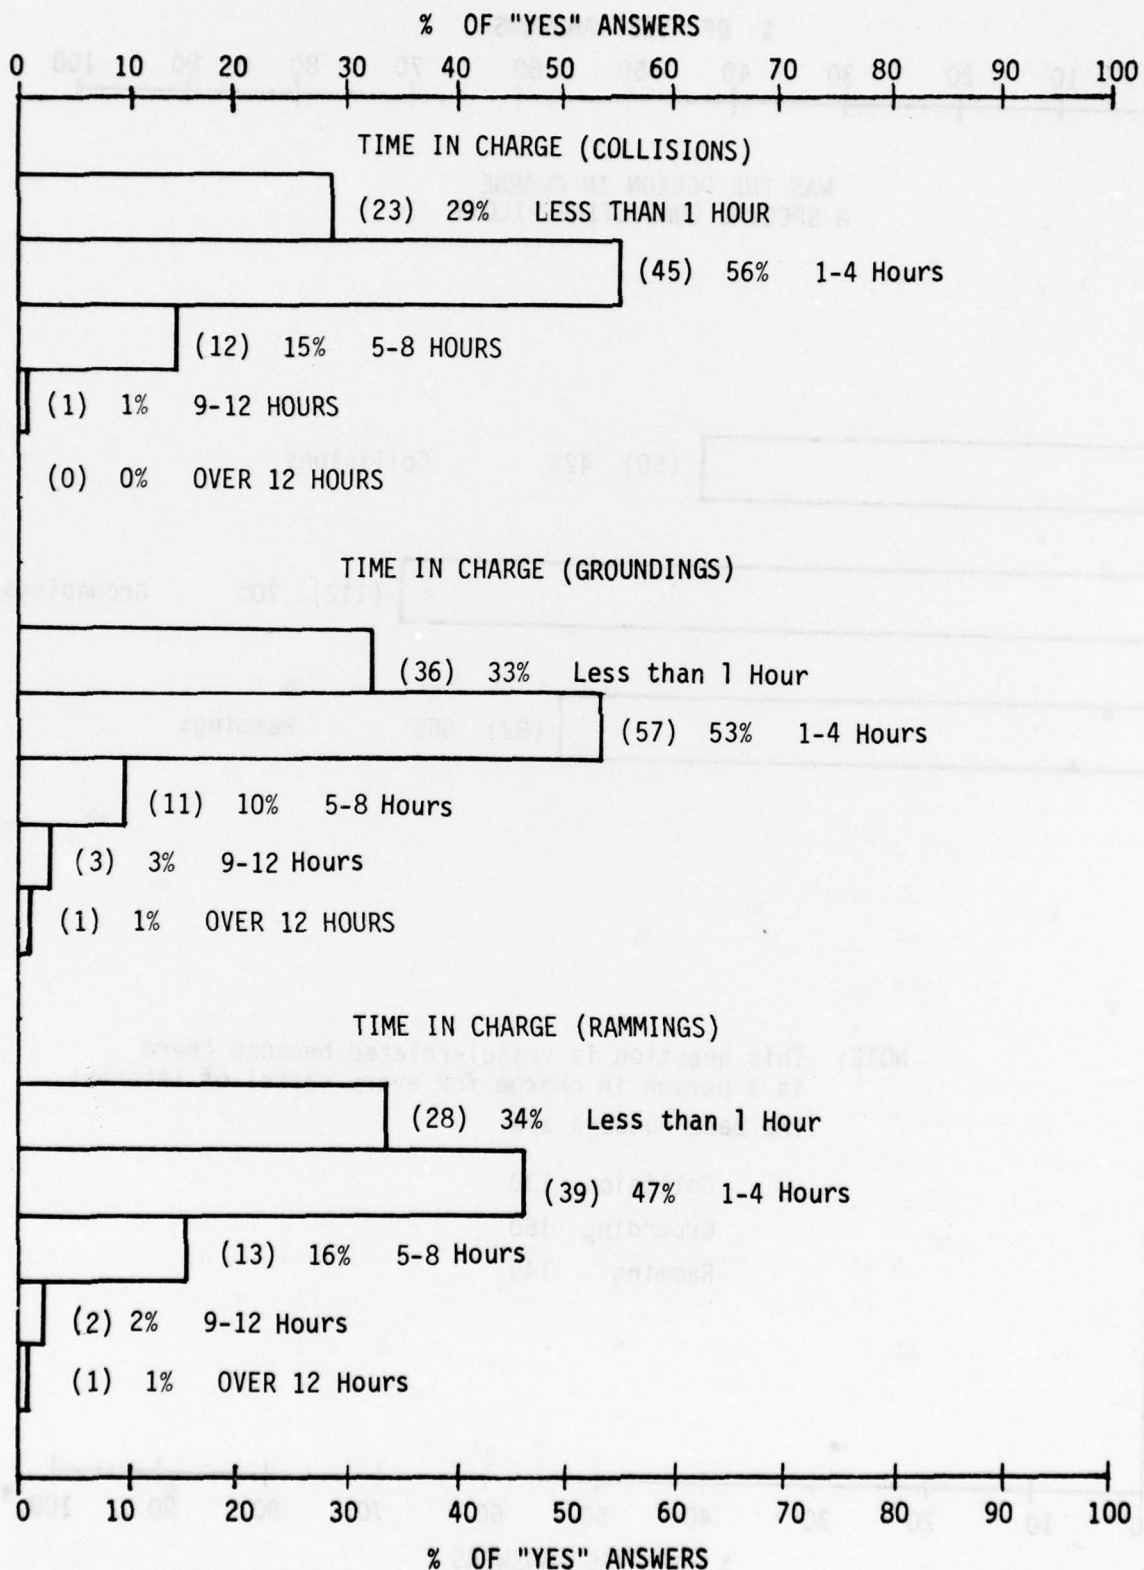 % OF "YES" ANSWERS
0 10 20 30 40 50 60 70 80 90 100
TIME IN CHARGE (COLLISIONS)
(23) 29% LESS THAN 1 HOUR
(45) 56% 1-4 Hours
(12) 15% 5-8 HOURS
(1) 1% 9-12 HOURS
(0) 0% OVER 12 HOURS
TIME IN CHARGE (GROUNDINGS)
(36) 33% Less than 1 Hour
(57) 53% 1-4 Hours
(11) 10% 5-8 Hours
(3) 3% 9-12 Hours
(1) 1% OVER 12 HOURS
TIME IN CHARGE (RAMMINGS)
(28) 34% Less than 1 Hour
(39) 47% 1-4 Hours
(13) 16% 5-8 Hours
(2) 2% 9-12 Hours
(1) 1% OVER 12 Hours
0 10 20 30 40 50 60 70 80 90 100
% OF "YES" ANSWERS